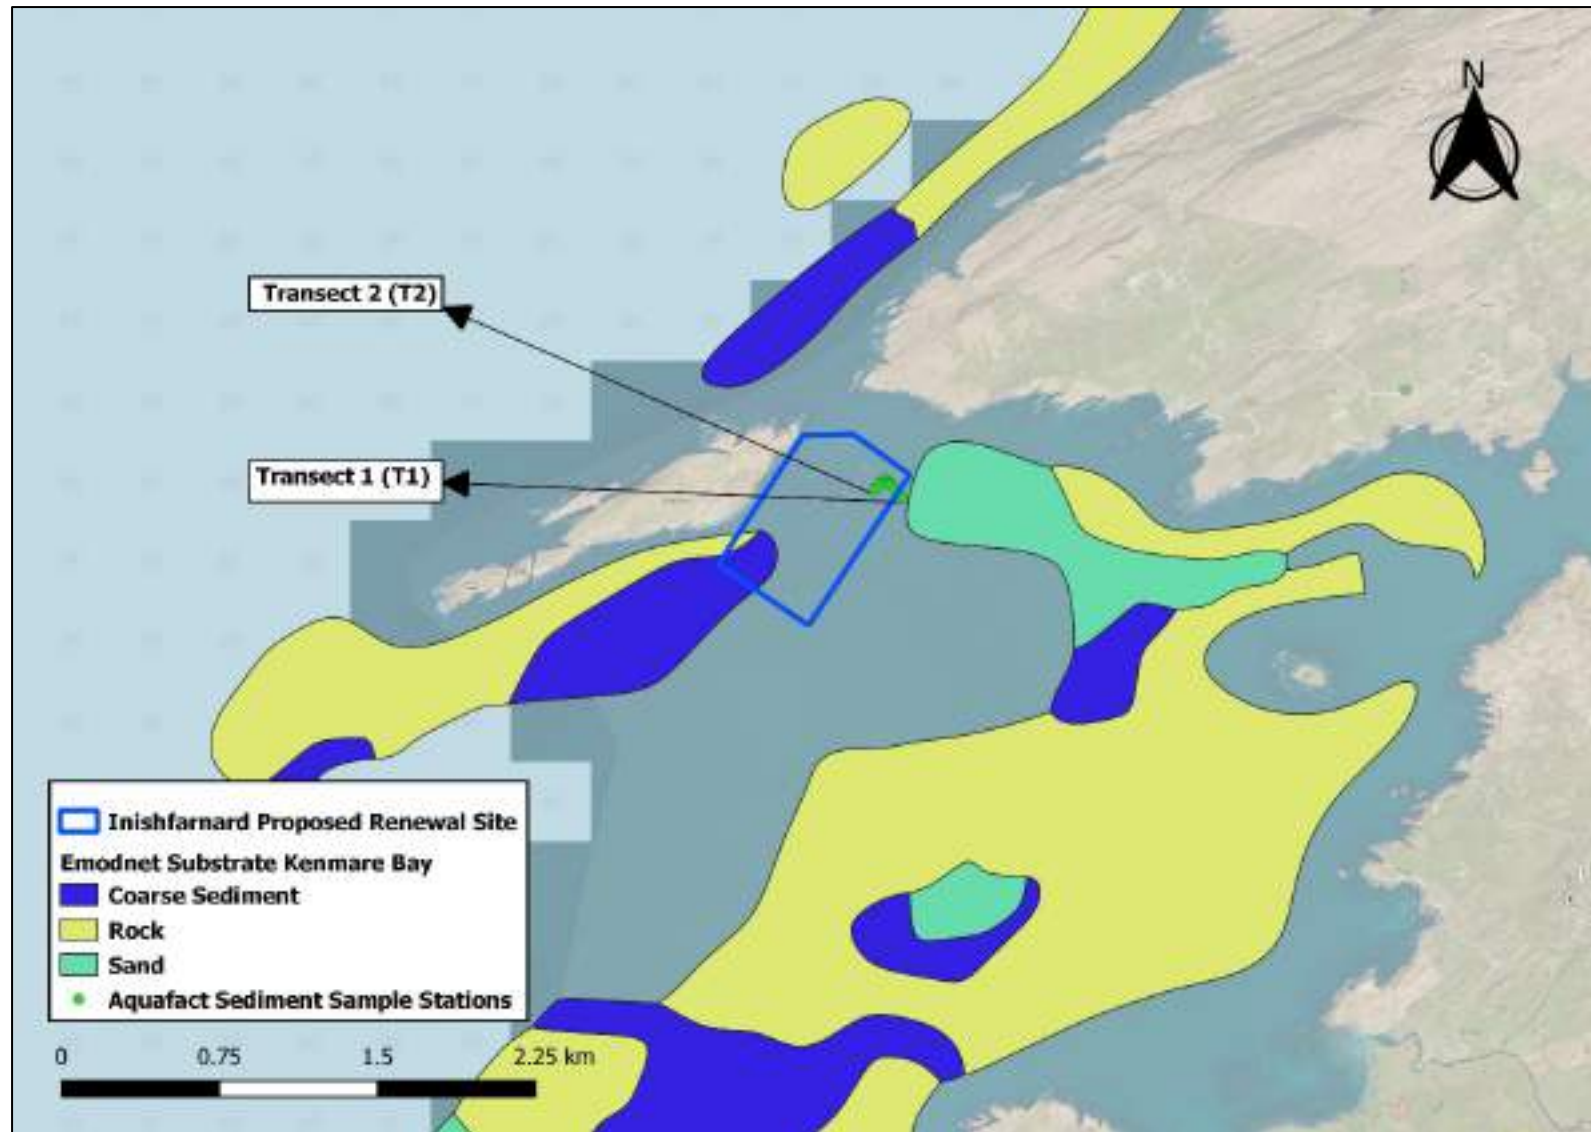 N
Transect 2 (T2)
Transect 1 (T1)
Inishfarnard Proposed Renewal Site
Emodnet Substrate Kenmare Bay
Coarse Sediment
Rock
Sand
Aquafact Sediment Sample Stations
0 0.75 1.5 2.25 km